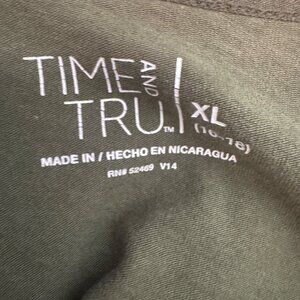 TIME AND
TRU™ XL
(16-18)
MADE IN / HECHO EN NICARAGUA
RN# 52469 V14